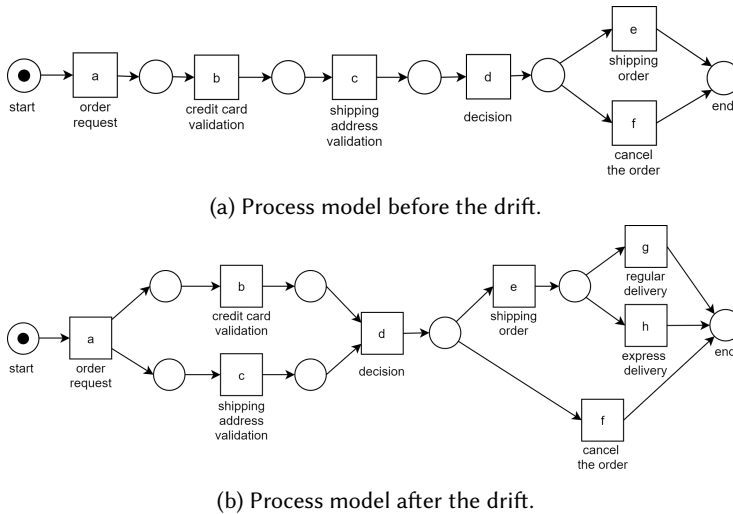 a
b
c
d
e
f
start
order
request
credit card
validation
shipping
address
validation
decision
shipping
order
cancel
the order
end
(a) Process model before the drift.
a
b
c
d
e
f
g
h
start
order
request
credit card
validation
shipping
address
validation
decision
shipping
order
regular
delivery
express
delivery
cancel
the order
end
(b) Process model after the drift.